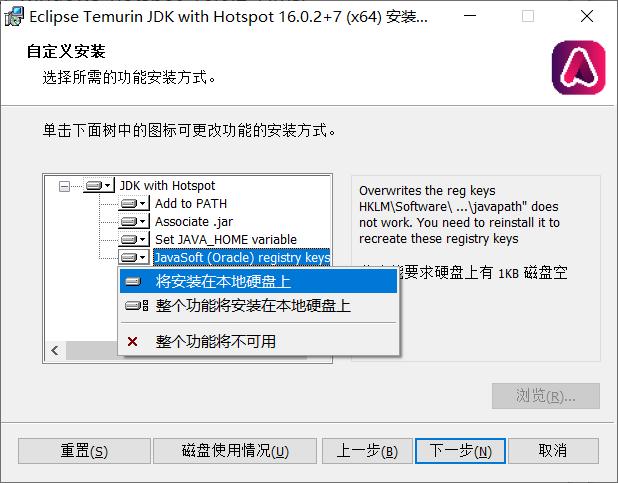 Eclipse Temurin JDK with Hotspot 16.0.2+7 (x64) 安装...
自定义安装
选择所需的功能安装方式。
单击下面树中的图标可更改功能的安装方式。
JDK with Hotspot
Add to PATH
Associate .jar
Set JAVA_HOME variable
JavaSoft (Oracle) registry keys
将安装在本地硬盘上
整个功能将安装在本地硬盘上
整个功能将不可用
Overwrites the reg keys
HKLM\Software\ ...\javapath" does
not work. You need to reinstall it to
recreate these registry keys
要求硬盘上有 1KB 磁盘空
浏览(R)...
重置(S)
磁盘使用情况(U)
上一步(B)
下一步(N)
取消